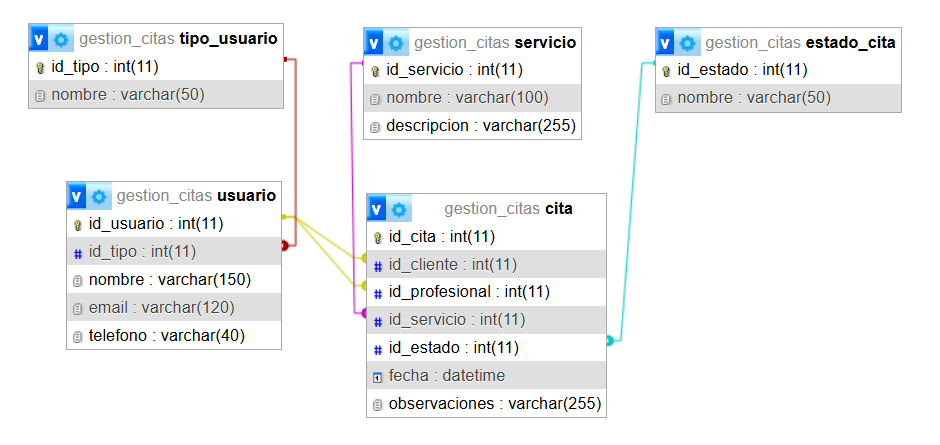 v gestion_citas tipo_usuario
id_tipo : int(11)
nombre : varchar(50)
v gestion_citas servicio
id_servicio : int(11)
nombre : varchar(100)
descripcion : varchar(255)
v gestion_citas estado_cita
id_estado : int(11)
nombre : varchar(50)
v gestion_citas usuario
id_usuario : int(11)
# id_tipo : int(11)
nombre : varchar(150)
email : varchar(120)
telefono : varchar(40)
v gestion_citas cita
id_cita : int(11)
# id_cliente : int(11)
# id_profesional : int(11)
# id_servicio : int(11)
# id_estado : int(11)
fecha : datetime
observaciones : varchar(255)